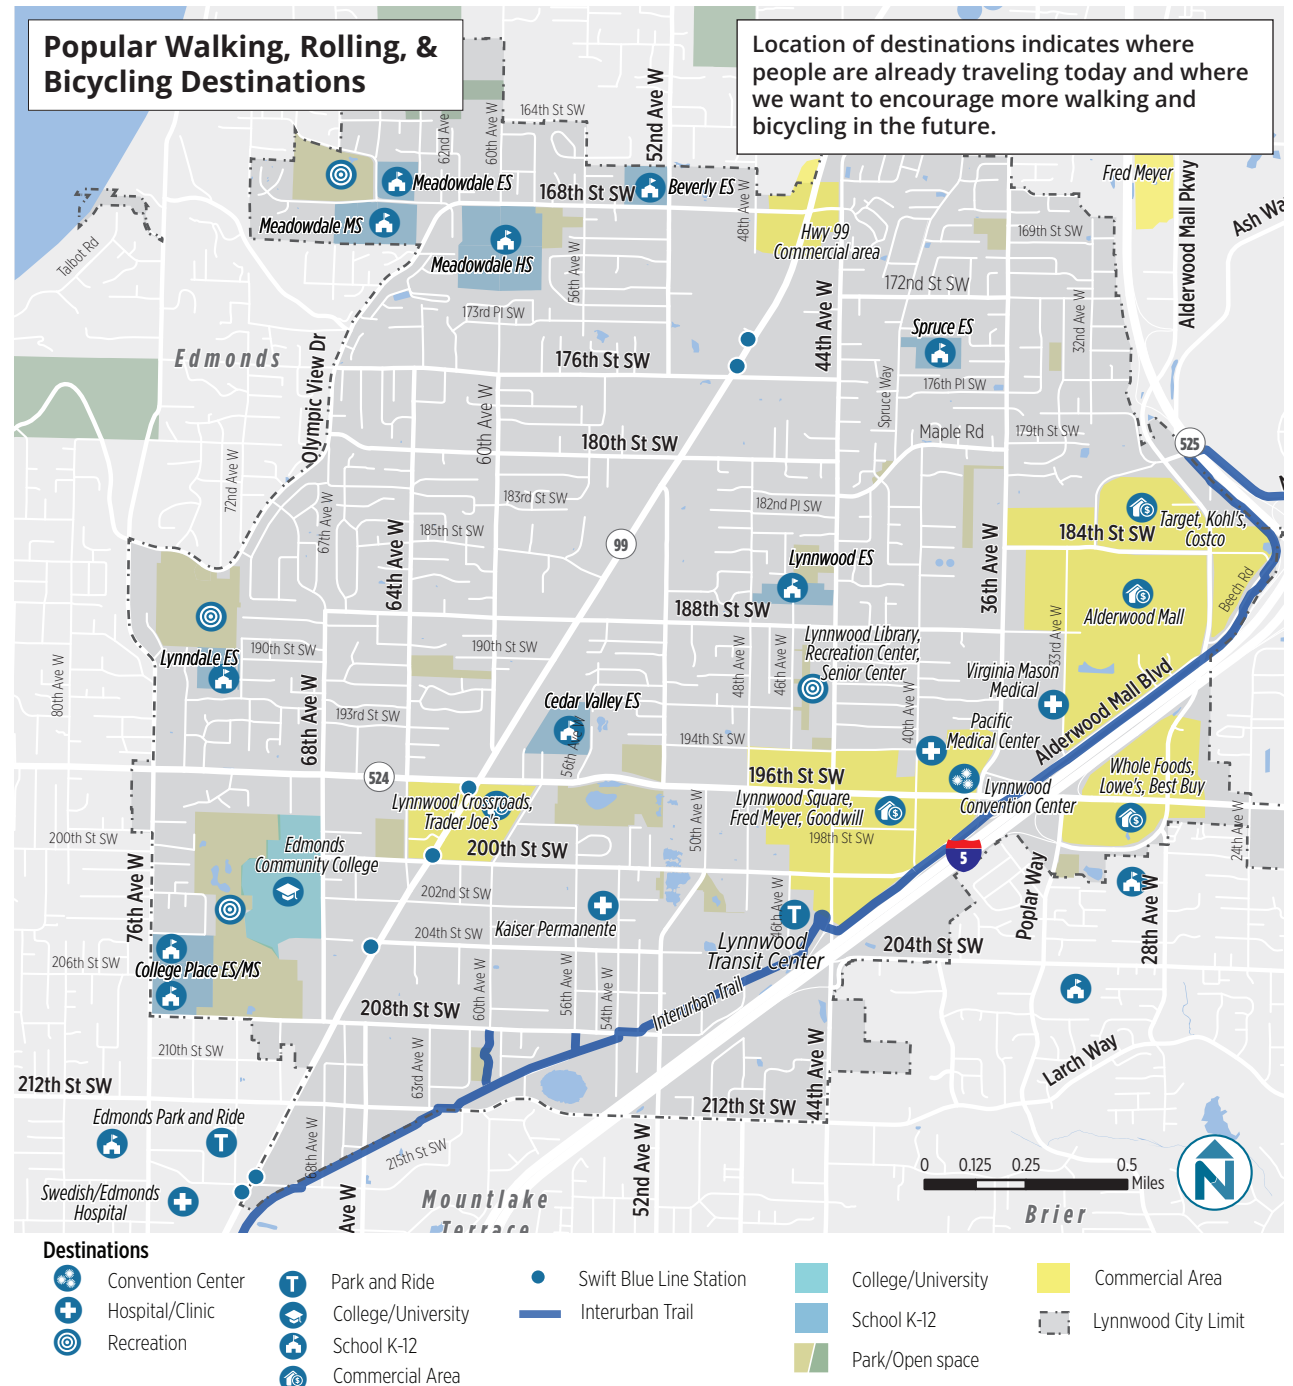 Popular Walking, Rolling, &
Bicycling Destinations
Location of destinations indicates where
people are already traveling today and where
we want to encourage more walking and
bicycling in the future.
164th St SW
62nd Ave
60th Ave W
52nd Ave W
Fred Meyer
Alderwood Mall Pkwy
Meadowdale ES
168th St SW
Beverly ES
48th Ave W
Ash Wa
Meadowdale MS
Hwy 99
Commercial area
169th St SW
Talbot Rd
Meadowdale HS
56th Ave W
172nd St SW
173rd Pl SW
44th Ave W
32nd Ave W
Spruce ES
Edmonds
Olympic View Dr
176th St SW
176th Pl SW
Spruce Way
60th Ave W
180th St SW
Maple Rd
179th St SW
525
72nd Ave W
67th Ave W
183rd St SW
182nd Pl SW
185th St SW
64th Ave W
99
36th Ave W
184th St SW
Target, Kohl's,
Costco
Lynnwood ES
Beech Rd
188th St SW
Alderwood Mall
33rd Ave W
Lynndale ES
190th St SW
190th St SW
48th Ave W
46th Ave W
Lynnwood Library,
Recreation Center,
Senior Center
Virginia Mason
Medical
80th Ave W
68th Ave W
193rd St SW
Cedar Valley ES
56th Ave W
194th St SW
40th Ave W
Pacific
Medical Center
Alderwood Mall Blvd
524
196th St SW
Lynnwood Crossroads,
Trader Joe's
Lynnwood Square,
Fred Meyer, Goodwill
Lynnwood
Convention Center
Whole Foods,
Lowe's, Best Buy
200th St SW
Edmonds
Community College
200th St SW
50th Ave W
198th St SW
5
24th Ave W
76th Ave W
202nd St SW
Kaiser Permanente
46th Ave W
Poplar Way
28th Ave W
204th St SW
Lynnwood
Transit Center
204th St SW
206th St SW
College Place ES/MS
60th Ave W
56th Ave W
54th Ave W
Interurban Trail
208th St SW
210th St SW
63rd Ave W
44th Ave W
Larch Way
212th St SW
212th St SW
Edmonds Park and Ride
T
68th Ave W
215th St SW
52nd Ave W
0 0.125 0.25 0.5
Miles
N
Swedish/Edmonds
Hospital
Ave W
Mountlake
Terrace
Brier
Destinations
Convention Center
Hospital/Clinic
Recreation
T Park and Ride
College/University
School K-12
Commercial Area
Swift Blue Line Station
Interurban Trail
College/University
School K-12
Park/Open space
Commercial Area
Lynnwood City Limit